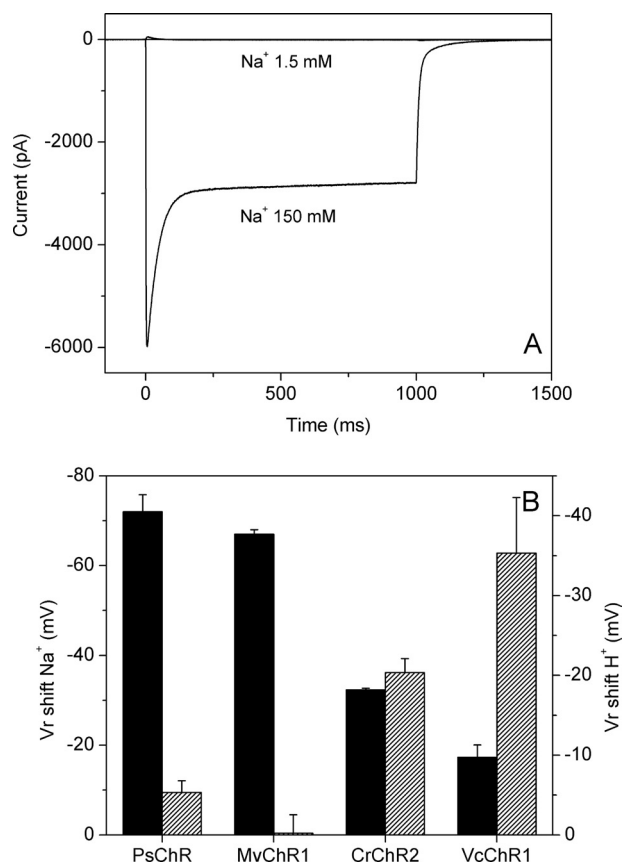 0
Na+ 1.5 mM
-2000
Na+ 150 mM
-4000
-6000
A
Current (pA)
0 500 1000 1500
Time (ms)
-80
-60
-40
-20
0
Vr shift Na+ (mV)
B
-40
-30
-20
-10
0
Vr shift H+ (mV)
PsChR MvChR1 CrChR2 VcChR1